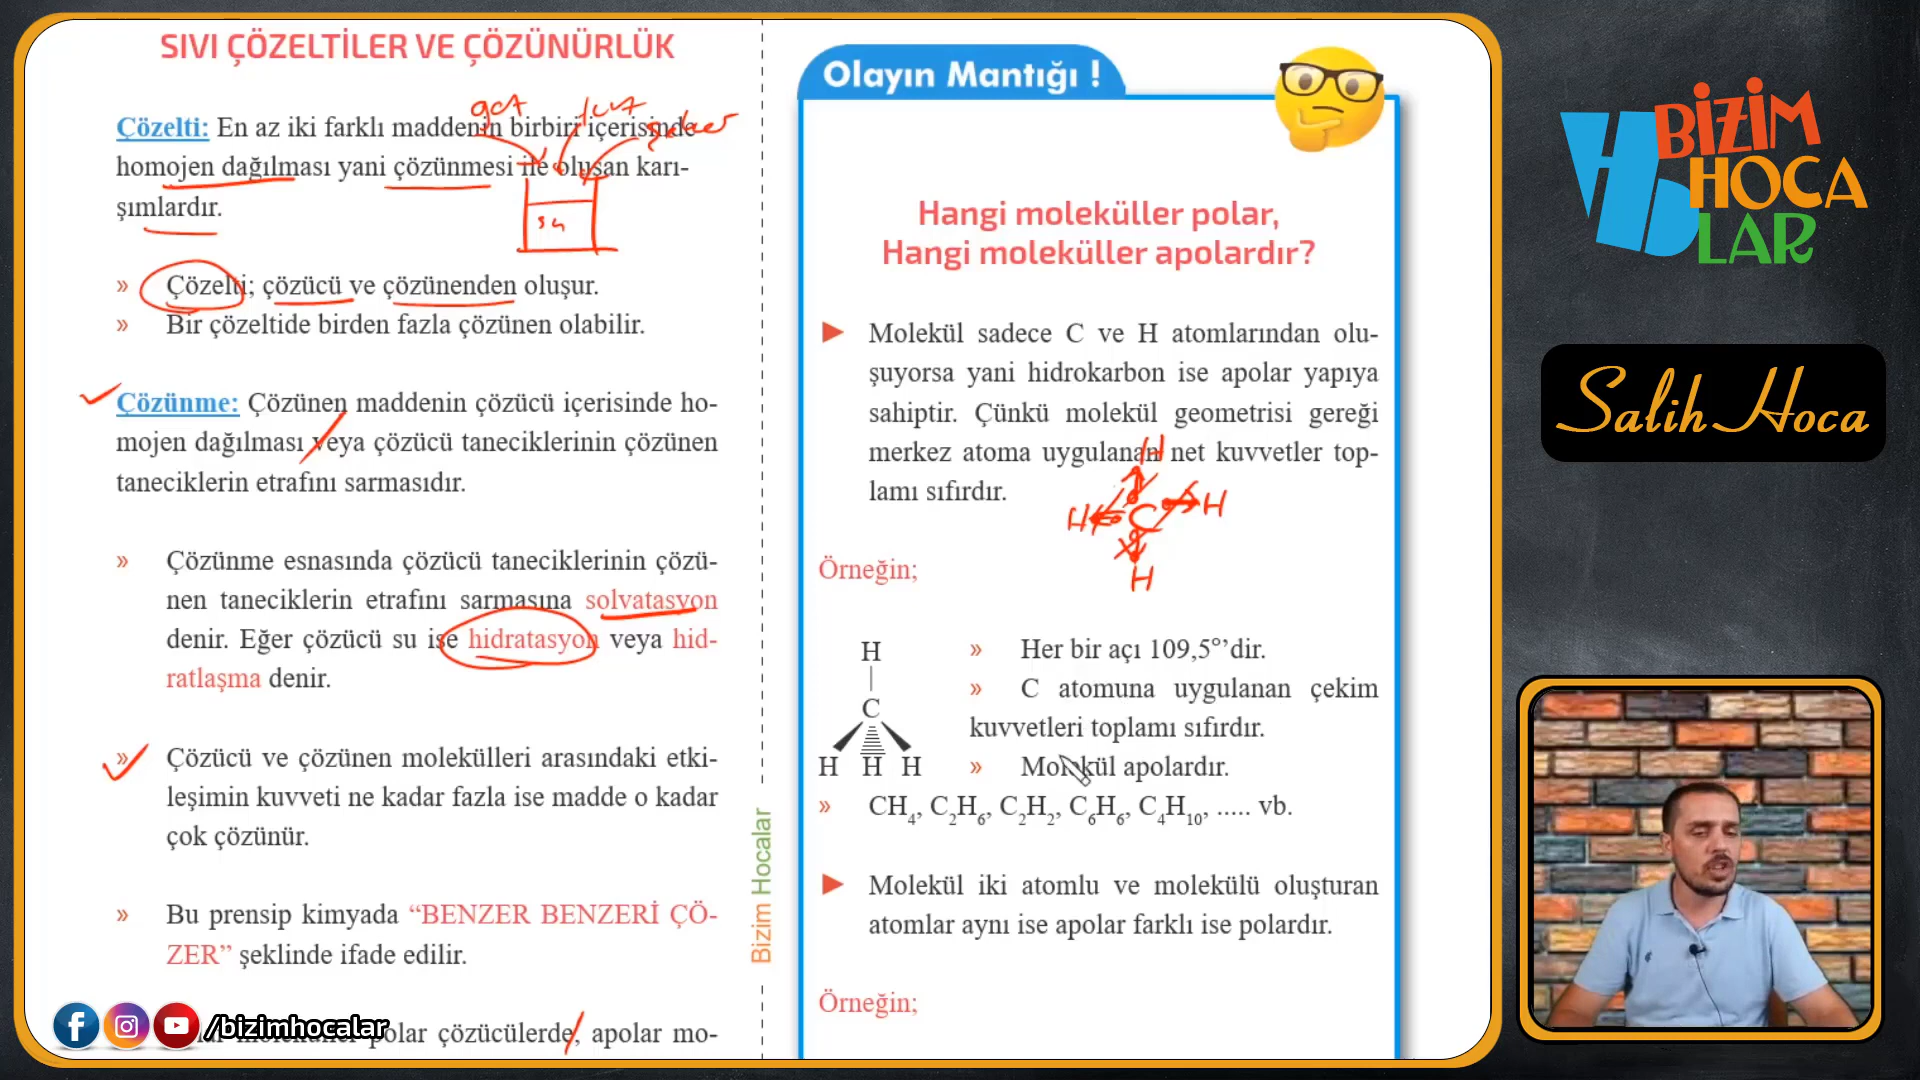 SIVI ÇÖZELTİLER VE ÇÖZÜNÜRLÜK
Çözelti: En az iki farklı maddenin birbiri içerisinde
homojen dağılması yani çözünmesi ile oluşan karı-
şımlardır.
su
» Çözelti; çözücü ve çözünenden oluşur.
» Bir çözeltide birden fazla çözünen olabilir.
Çözünme: Çözünen maddenin çözücü içerisinde ho-
mojen dağılması veya çözücü taneciklerinin çözünen
taneciklerin etrafını sarmasıdır.
» Çözünme esnasında çözücü taneciklerinin çözü-
nen taneciklerin etrafını sarmasına solvatasyon
denir. Eğer çözücü su ise hidratasyon veya hid-
ratlaşma denir.
» Çözücü ve çözünen molekülleri arasındaki etki-
leşimin kuvveti ne kadar fazla ise madde o kadar
çok çözünür.
» Bu prensip kimyada “BENZER BENZERİ ÇÖ-
ZER” şeklinde ifade edilir.
moleküller polar çözücülerde, apolar mo-
/bizimhocalar
Bizim Hocalar
Olayın Mantığı !
Hangi moleküller polar,
Hangi moleküller apolardır?
Molekül sadece C ve H atomlarından olu-
şuyorsa yani hidrokarbon ise apolar yapıya
sahiptir. Çünkü molekül geometrisi gereği
merkez atoma uygulanan net kuvvetler top-
lamı sıfırdır.
H
H C H
H
Örneğin;
H
C
H H H
» Her bir açı 109,5°’dir.
» C atomuna uygulanan çekim
kuvvetleri toplamı sıfırdır.
» Molekül apolardır.
» CH4, C2H6, C2H2, C6H6, C4H10, ..... vb.
Molekül iki atomlu ve molekülü oluşturan
atomlar aynı ise apolar farklı ise polardır.
Örneğin;
BİZİM
HOCA
LAR
Salih Hoca